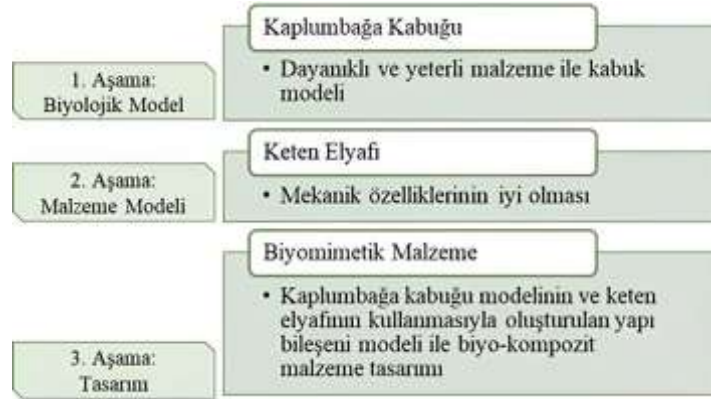 1. Aşama:
Biyolojik Model
Kaplumbağa Kabuğu
• Dayanıklı ve yeterli malzeme ile kabuk
modeli
2. Aşama:
Malzeme Modeli
Keten Elyafı
• Mekanik özelliklerinin iyi olması
3. Aşama:
Tasarım
Biyomimetik Malzeme
• Kaplumbağa kabuğu modelinin ve keten
elyafının kullanmasıyla oluşturulan yapı
bileşeni modeli ile biyo-kompozit
malzeme tasarımı